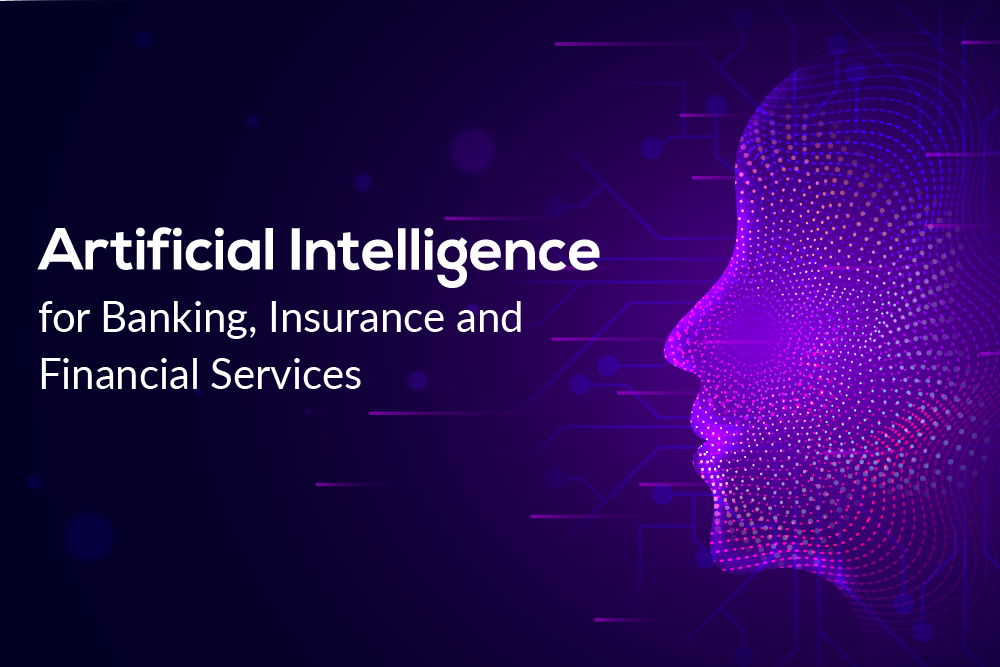 Artificial Intelligence
for Banking, Insurance and
Financial Services